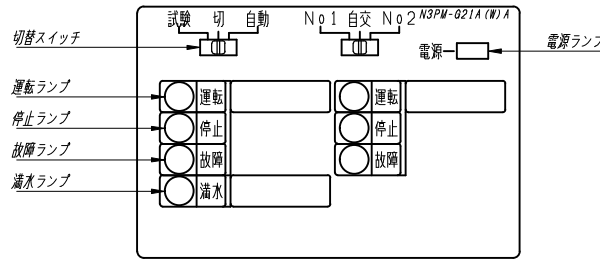 試験 切 自動 No1 自交 No2 N3PM-G21A(W)A
切替スイッチ 電源 電源ランプ
運転ランプ 運転 運転
停止ランプ 停止 停止
故障ランプ 故障 故障
満水ランプ 満水